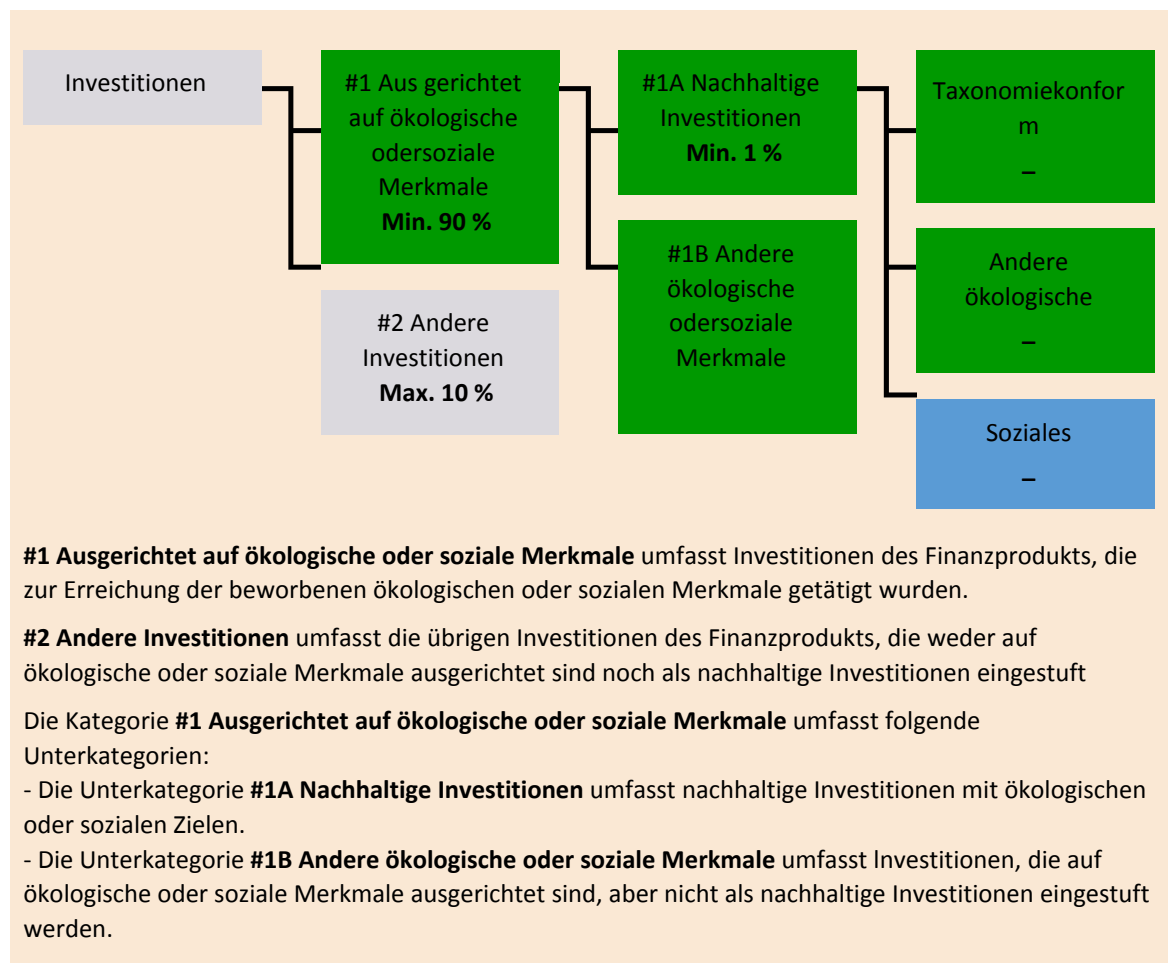 Investitionen
#1 Aus gerichtet
auf ökologische
odersoziale
Merkmale
Min. 90 %
#2 Andere
Investitionen
Max. 10 %
#1A Nachhaltige
Investitionen
Min. 1 %
#1B Andere
ökologische
odersoziale
Merkmale
Taxonomiekonfor
m
–
Andere
ökologische
–
Soziales
–
#1 Ausgerichtet auf ökologische oder soziale Merkmale umfasst Investitionen des Finanzprodukts, die
zur Erreichung der beworbenen ökologischen oder sozialen Merkmale getätigt wurden.
#2 Andere Investitionen umfasst die übrigen Investitionen des Finanzprodukts, die weder auf
ökologische oder soziale Merkmale ausgerichtet sind noch als nachhaltige Investitionen eingestuft
Die Kategorie #1 Ausgerichtet auf ökologische oder soziale Merkmale umfasst folgende
Unterkategorien:
- Die Unterkategorie #1A Nachhaltige Investitionen umfasst nachhaltige Investitionen mit ökologischen
oder sozialen Zielen.
- Die Unterkategorie #1B Andere ökologische oder soziale Merkmale umfasst lnvestitionen, die auf
ökologische oder soziale Merkmale ausgerichtet sind, aber nicht als nachhaltige Investitionen eingestuft
werden.